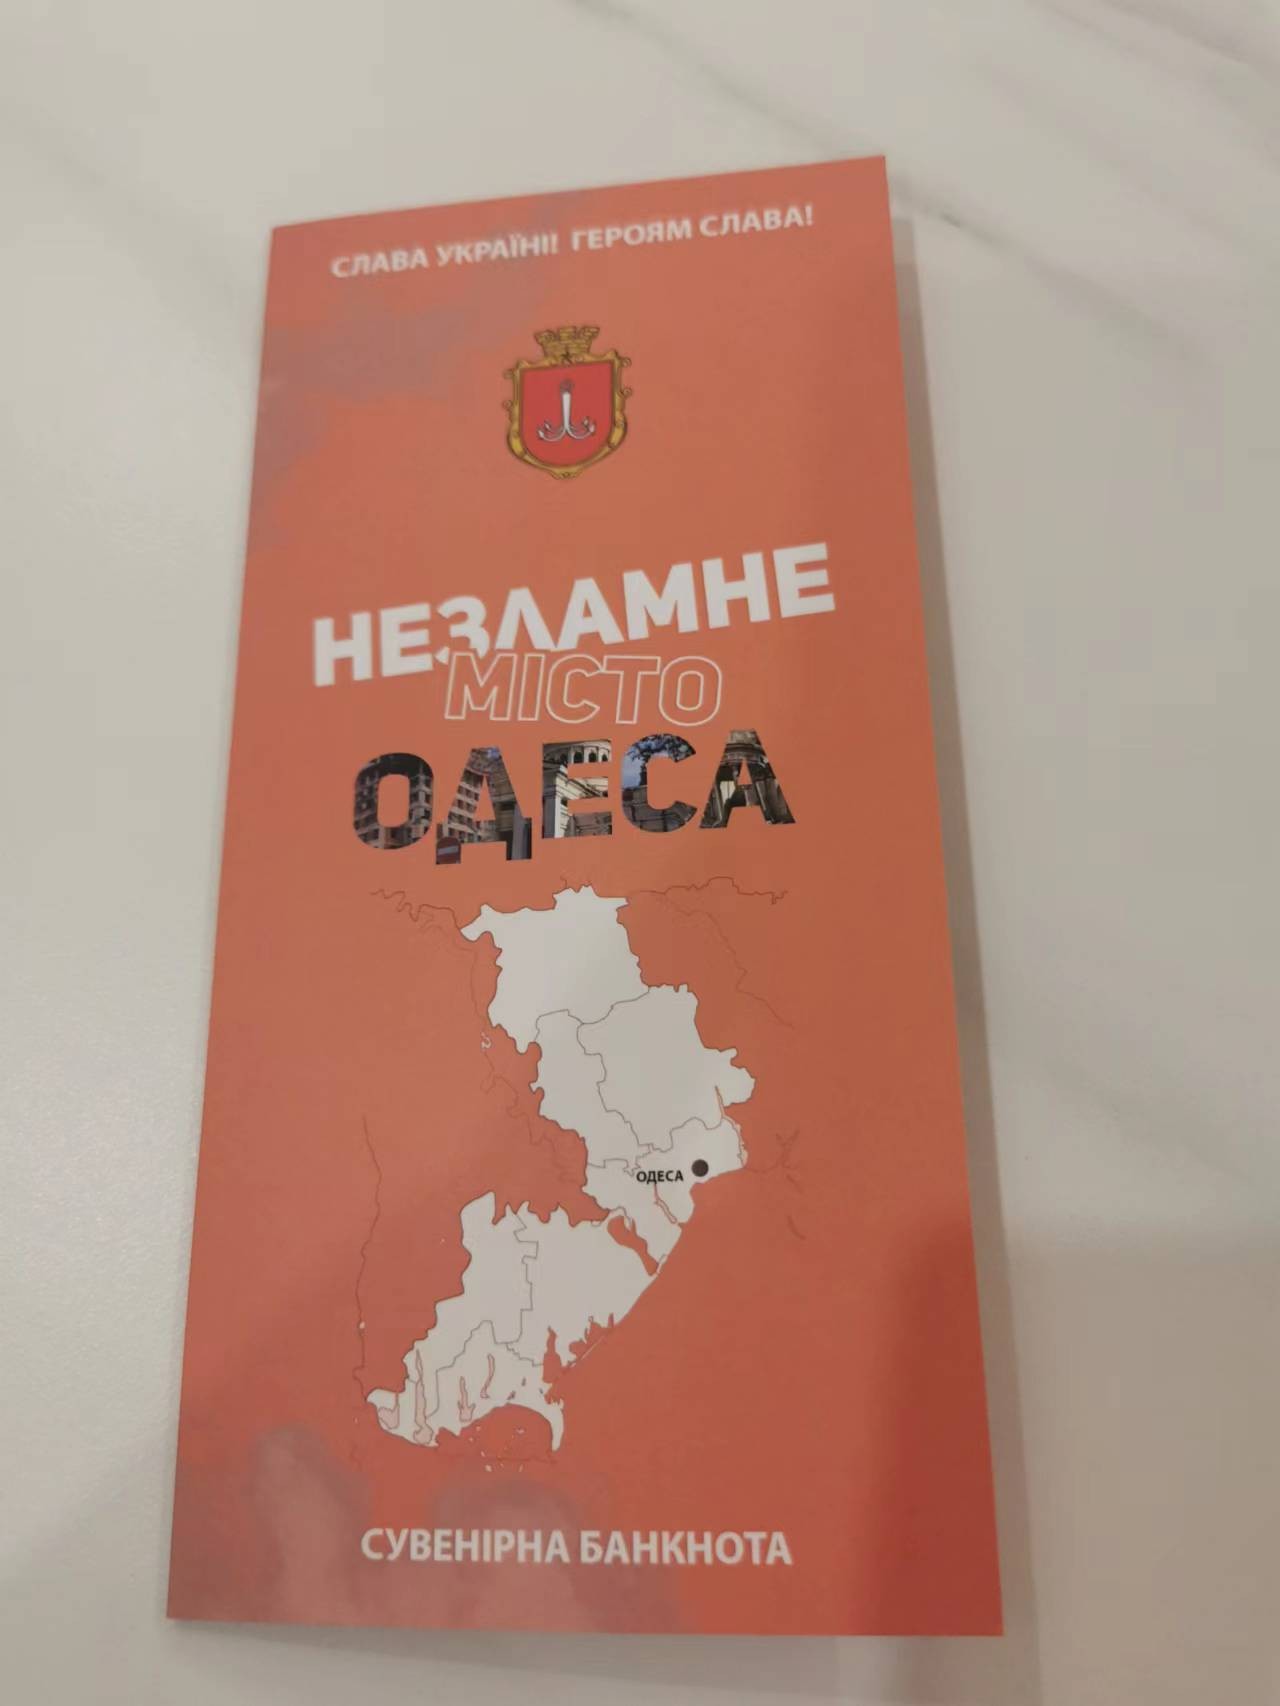 СЛАВА УКРАЇНІ! ГЕРОЯМ СЛАВА!
НЕЗЛАМНЕ
МІСТО
ОДЕСА
ОДЕСА
СУВЕНІРНА БАНКНОТА